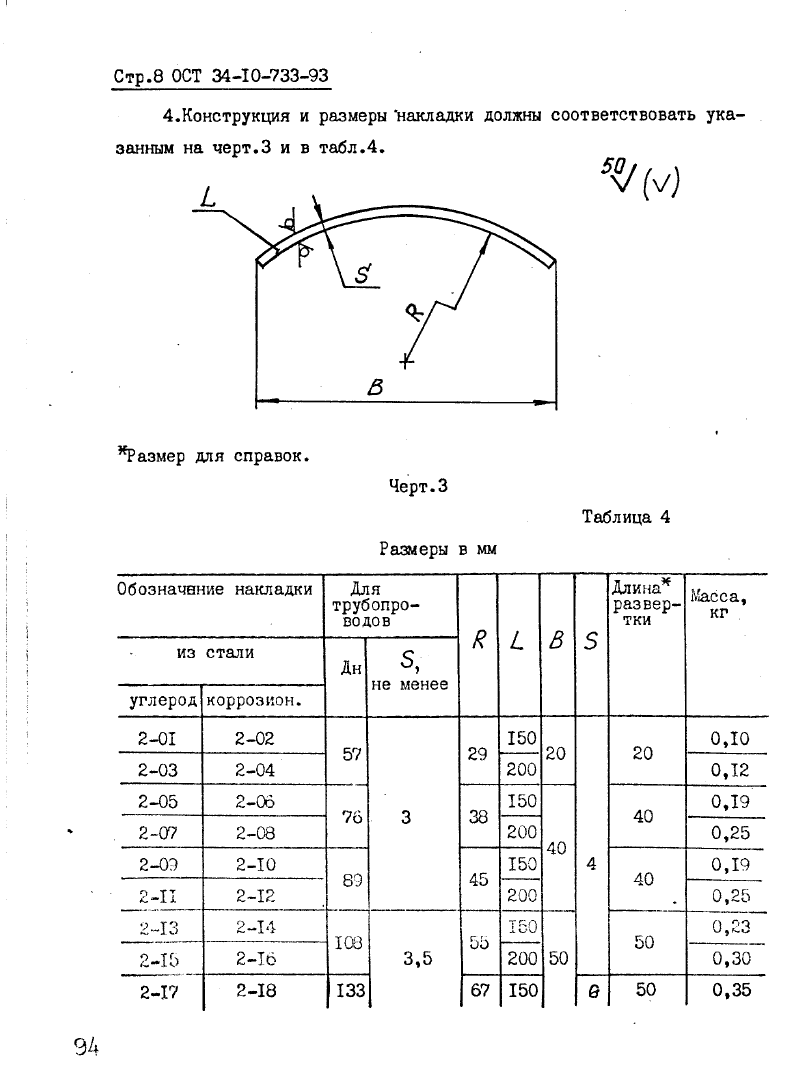 Стр.8 ОСТ 34-I0-733-93
4.Конструкция и размеры накладки должны соответствовать ука-
занным на черт.3 и в табл.4.
50 (√)
L
S
R
B
*Размер для справок.
Черт.3
Таблица 4
Размеры в мм
Обозначение накладки Для трубопро-водов R L B S Длина* развер-тки Масса, кг
из стали Дн S, не менее
углерод коррозион.
2-0I 2-02 57 3 29 I50 20 4 20 0,I0
2-03 2-04 200 0,I2
2-05 2-06 76 38 I50 40 40 0,I9
2-07 2-08 200 0,25
2-09 2-I0 89 45 I50 40 0,I9
2-II 2-I2 200 0,25
2-I3 2-I4 I08 3,5 55 I50 50 50 0,23
2-I5 2-I6 200 0,30
2-I7 2-I8 I33 67 I50 50 0,35
94